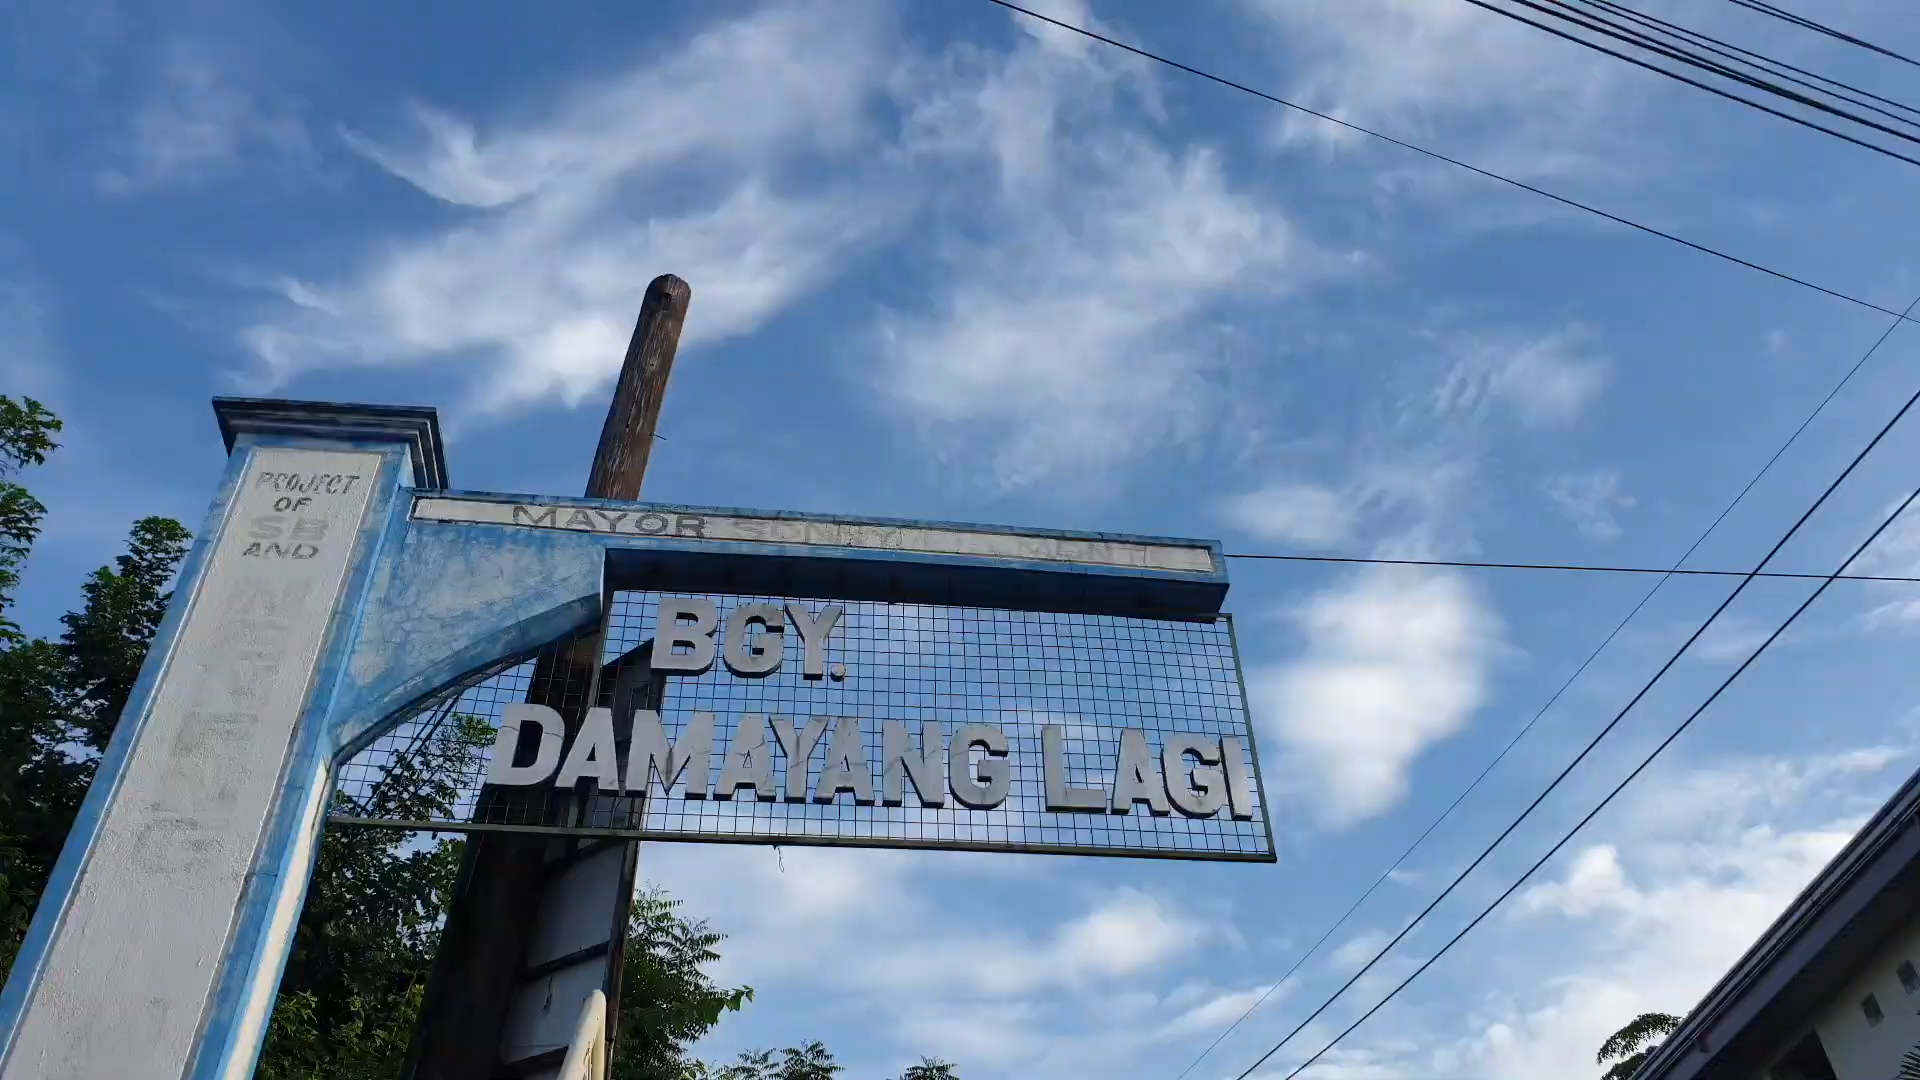 PROJECT
OF
SB
AND
MAYOR
BGY.
DAMAYANG LAGI